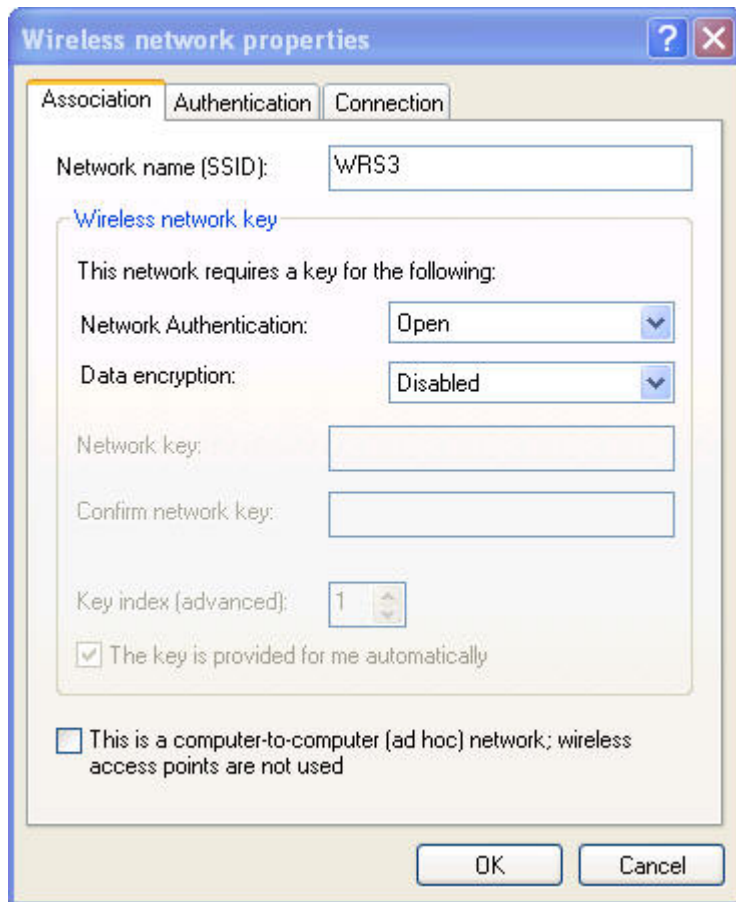 Wireless network properties
Association Authentication Connection
Network name (SSID): WRS3
Wireless network key
This network requires a key for the following:
Network Authentication: Open
Data encryption: Disabled
Network key:
Confirm network key:
Key index (advanced): 1
The key is provided for me automatically
This is a computer-to-computer (ad hoc) network; wireless
access points are not used
OK Cancel